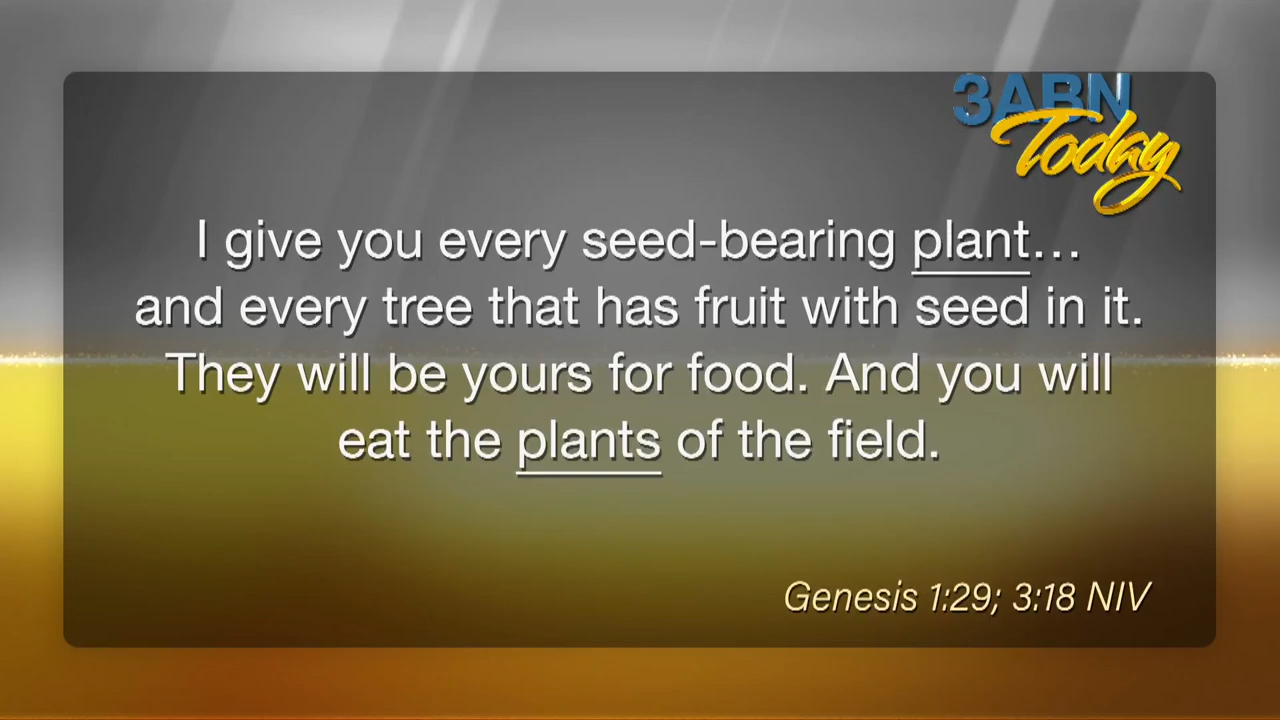 3ABN
Today
I give you every seed-bearing plant...
and every tree that has fruit with seed in it.
They will be yours for food. And you will
eat the plants of the field.
Genesis 1:29; 3:18 NIV